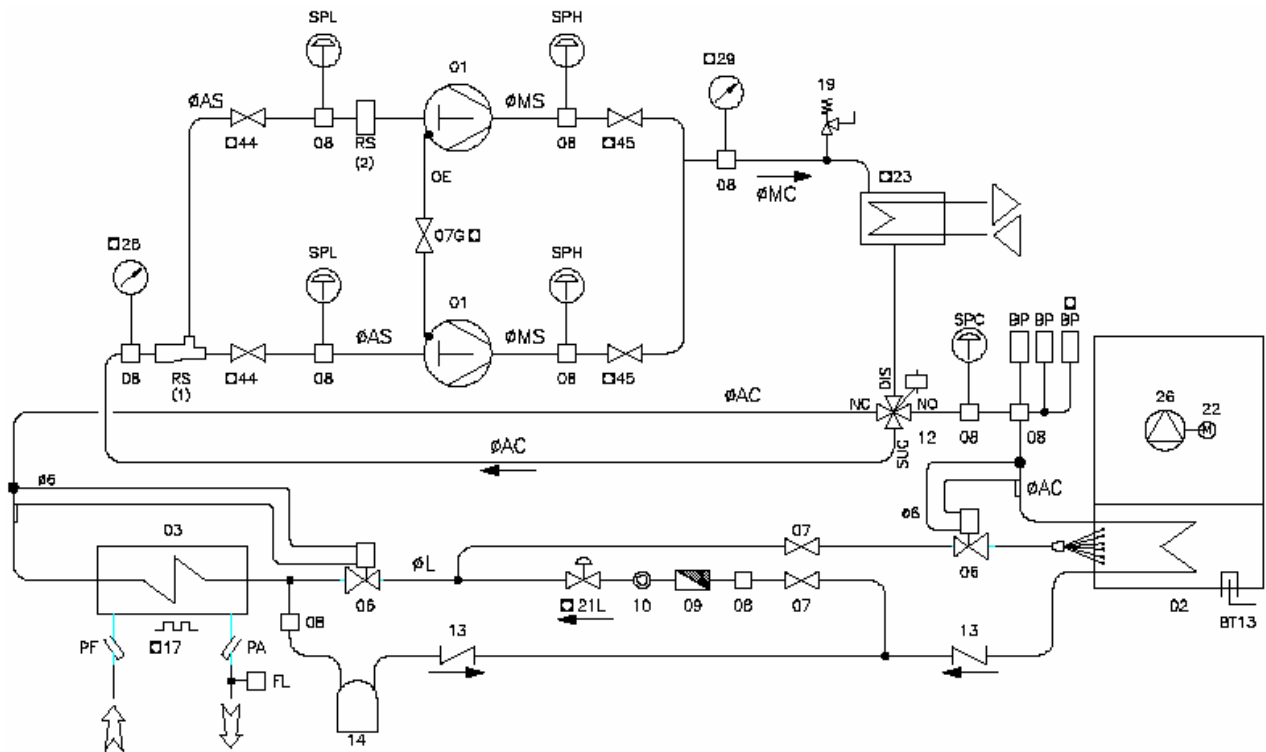 SPL
SPH
¤29
01
19
ØAS
ØMS
¤44
08
RS
(2)
08
¤45
08
ØMC
¤23
OE
07G ¤
¤28
SPL
SPH
01
ØAS
ØMS
08
RS
(1)
¤44
08
08
¤45
SPC
BP
BP
¤
BP
DIS
ØAC
NC
NO
12
08
08
SUC
ØAC
26
22
M
ØAC
ø6
ø6
03
07
ØL
06
06
¤21L
10
09
08
07
02
BT13
08
PF
¤17
PA
13
13
FL
14